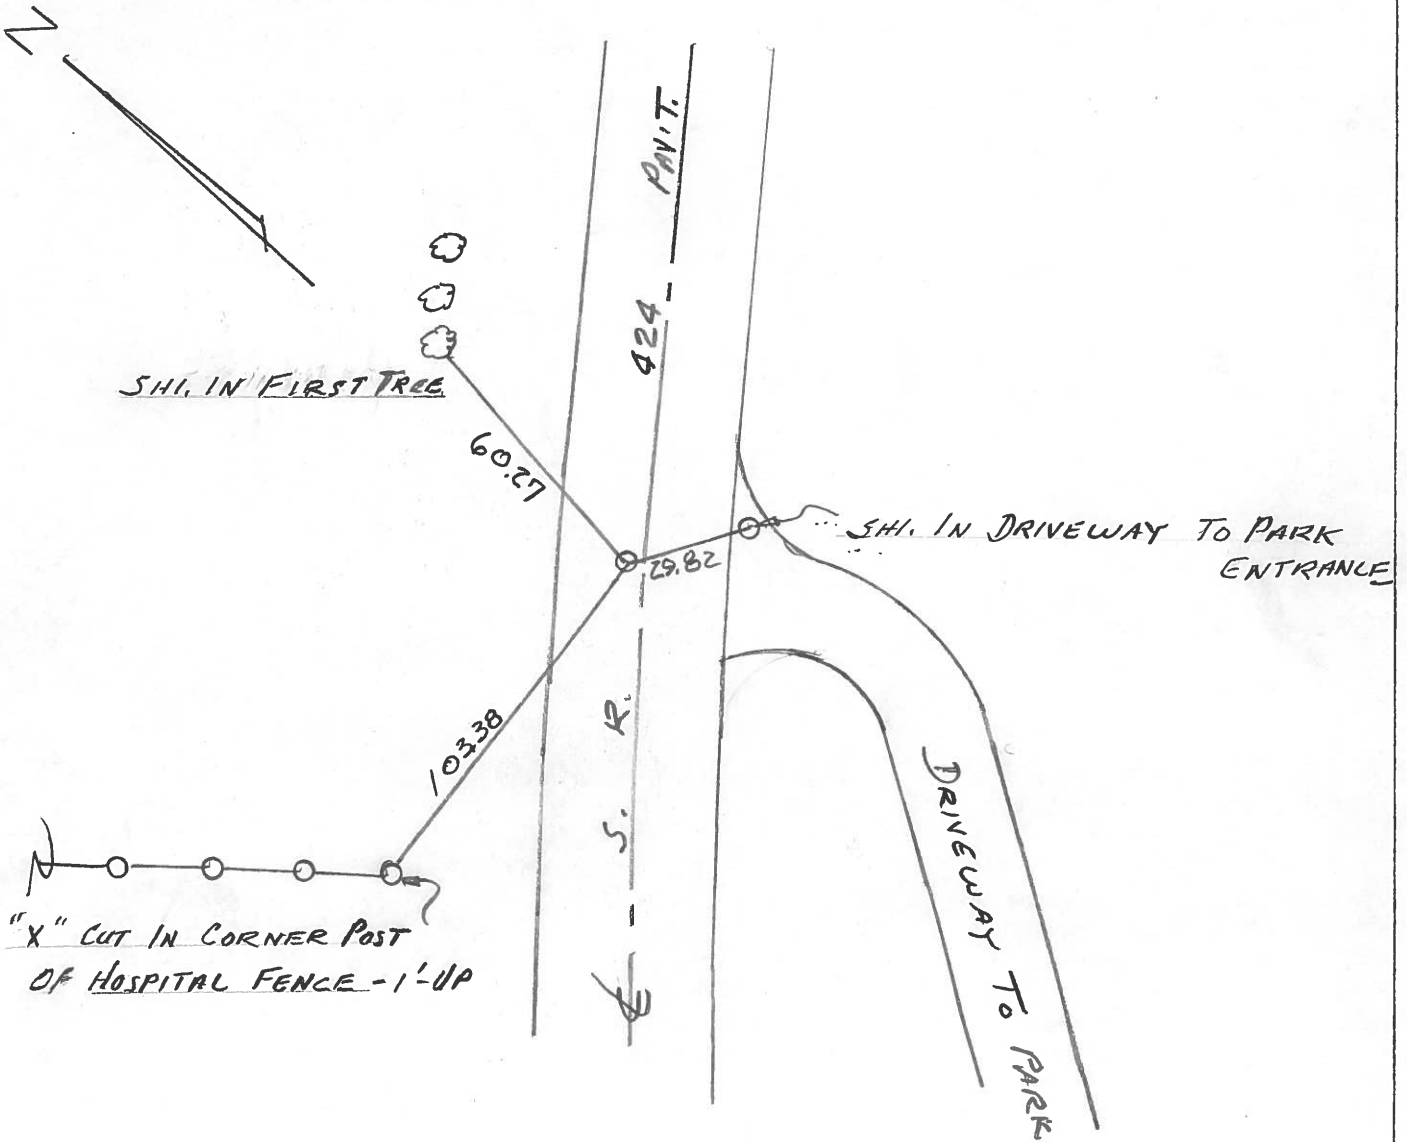 N
PAV'T.
424
SHI. IN FIRST TREE
60.27
29.82
SHI. IN DRIVEWAY TO PARK
ENTRANCE
103.38
S. R.
DRIVEWAY TO PARK
"X" CUT IN CORNER POST
OF HOSPITAL FENCE - 1'-UP
℄